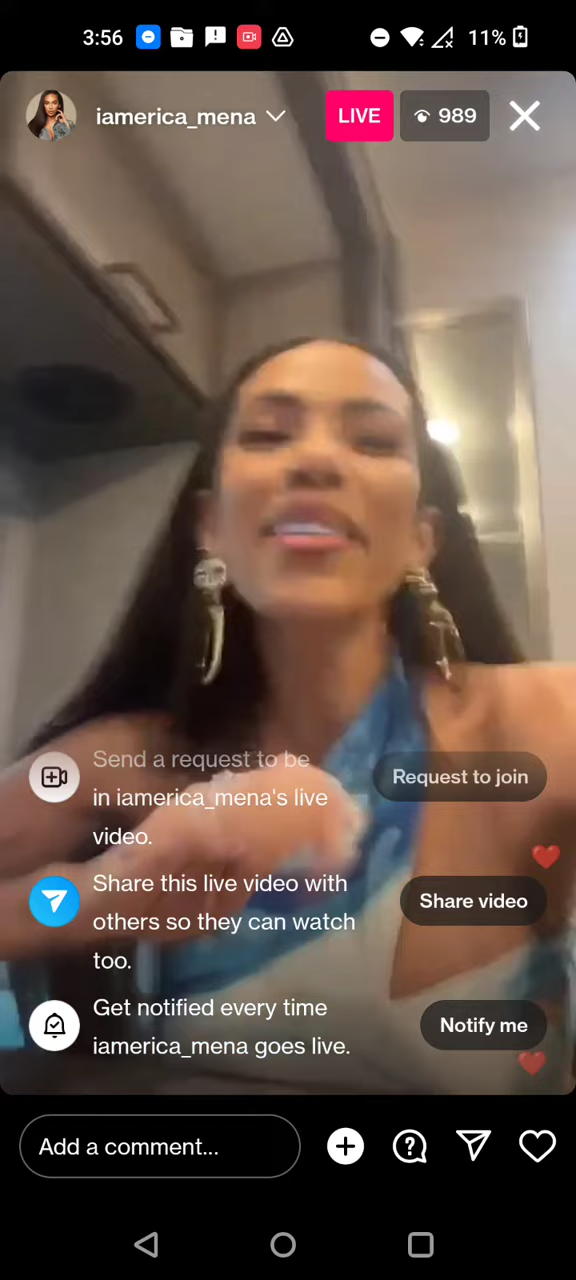 3:56
11%
iamerica_mena
LIVE
989
Send a request to be
in iamerica_mena's live
video.
Request to join
Share this live video with
others so they can watch
too.
Share video
Get notified every time
iamerica_mena goes live.
Notify me
Add a comment...